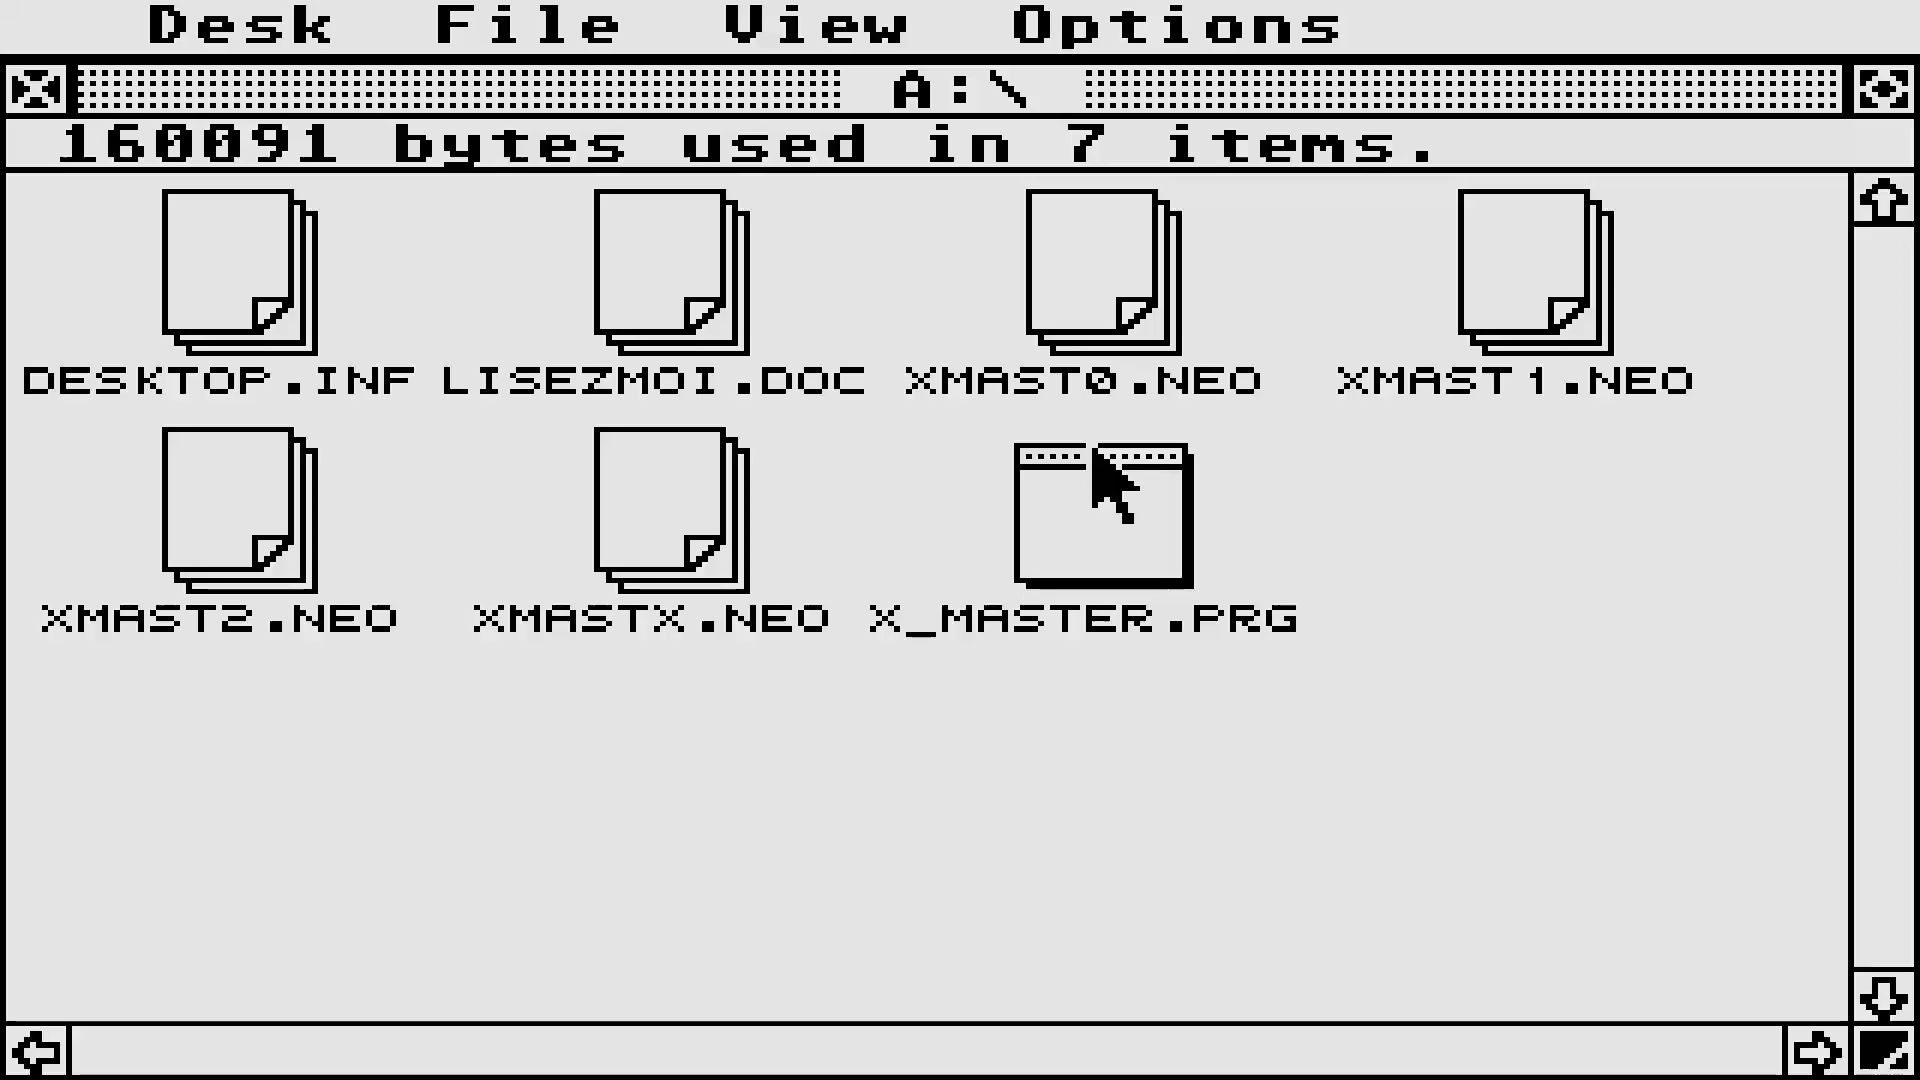 Desk File View Options
A:\
160091 bytes used in 7 items.
DESKTOP.INF LISEZMOI.DOC XMAST0.NEO XMAST1.NEO
XMAST2.NEO XMASTX.NEO X_MASTER.PRG